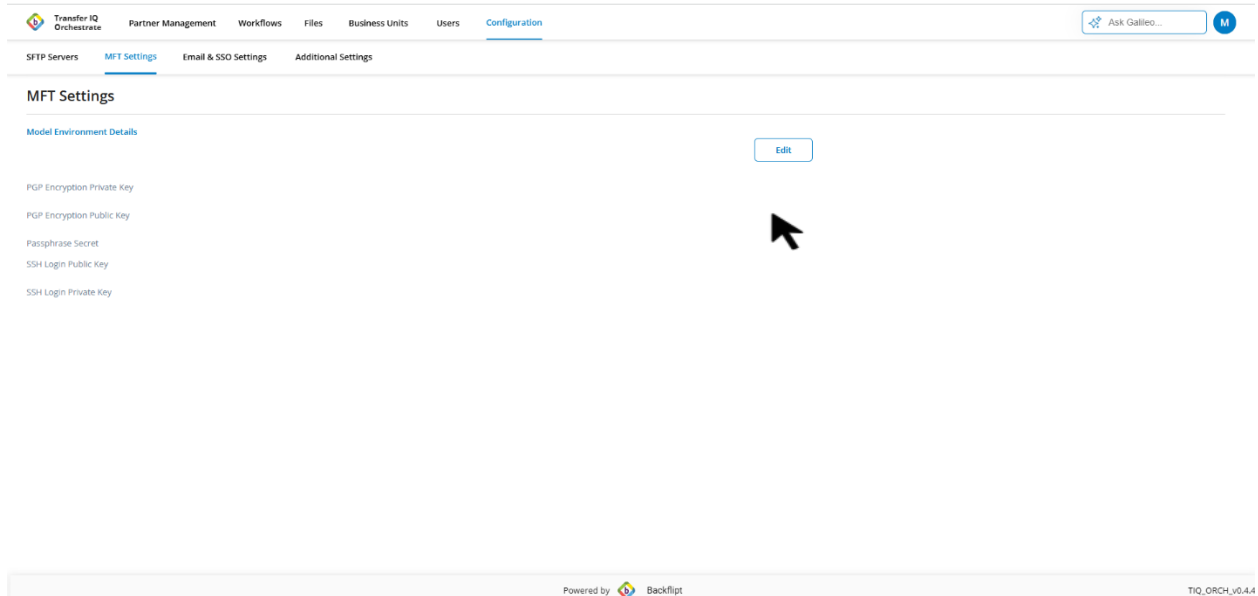 Transfer IQ
Orchestrate
Partner Management Workflows Files Business Units Users Configuration
Ask Galileo...
M
SFTP Servers MFT Settings Email & SSO Settings Additional Settings
MFT Settings
Model Environment Details
Edit
PGP Encryption Private Key
PGP Encryption Public Key
Passphrase Secret
SSH Login Public Key
SSH Login Private Key
Powered by b Backflipt
TIQ_ORCH_v0.4.4